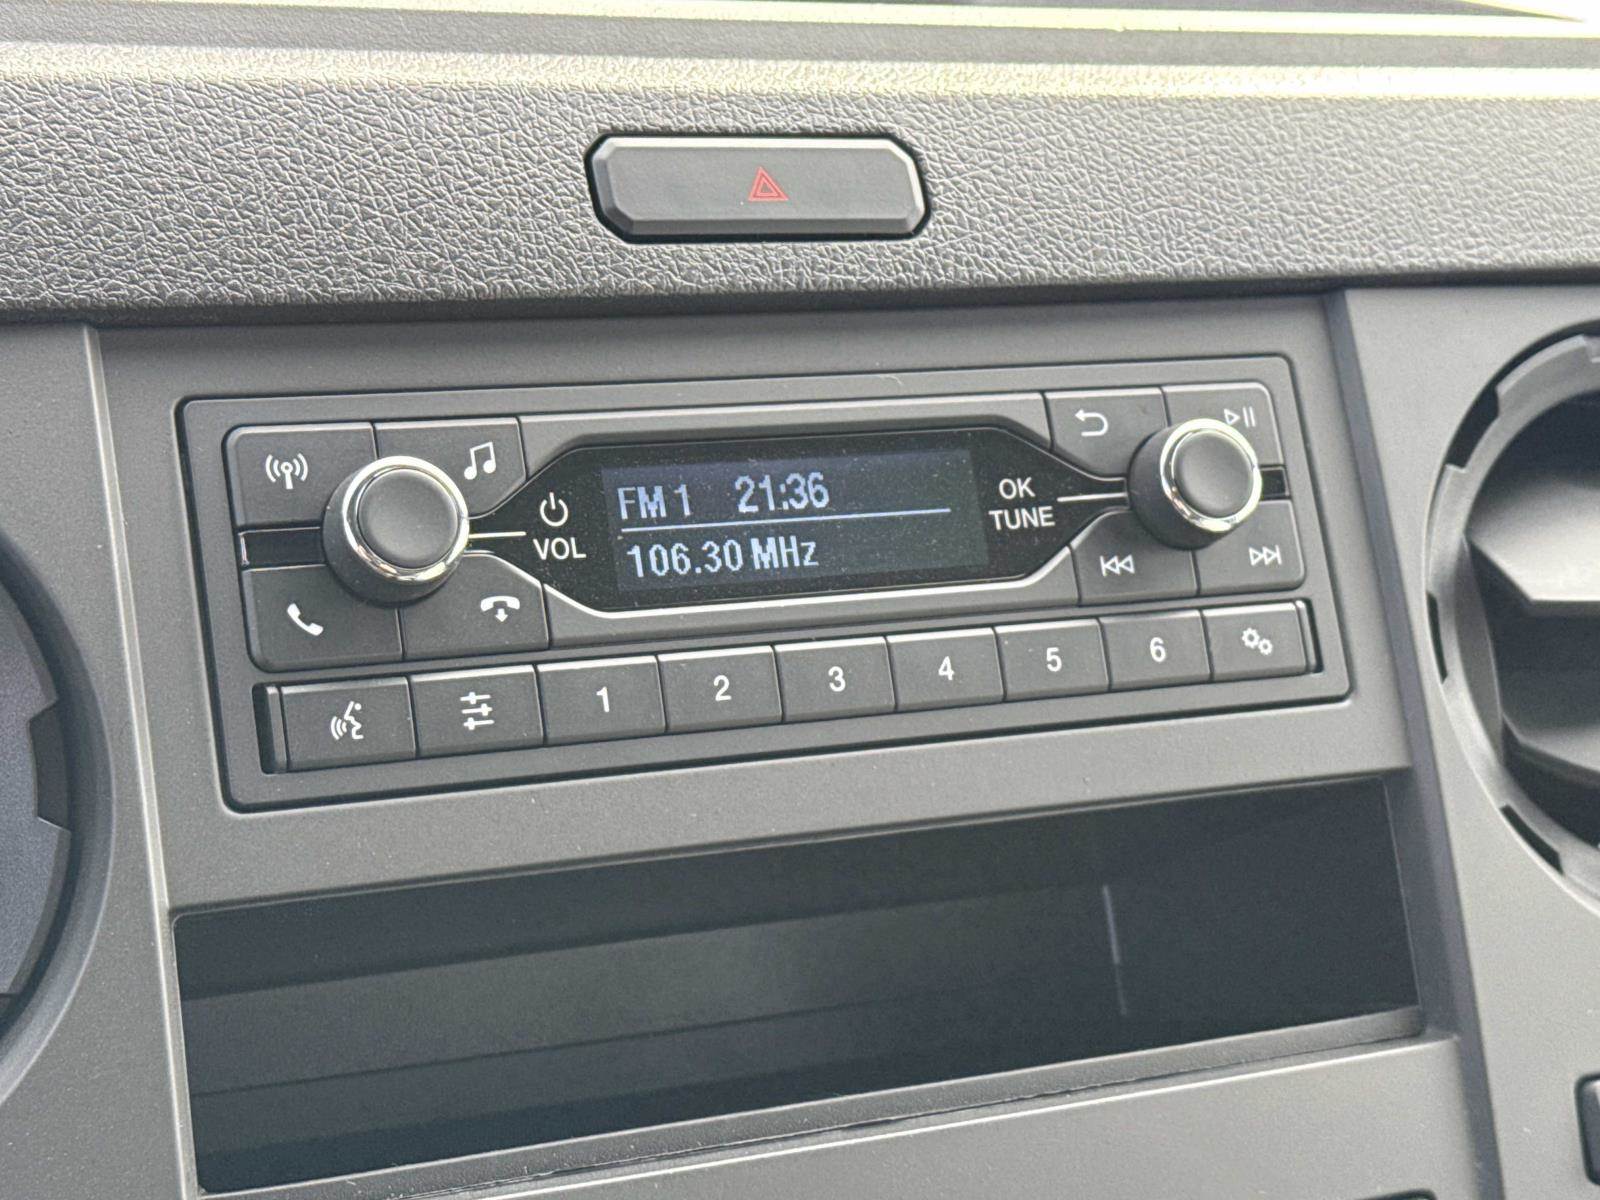 FM 1 21:36
106.30 MHz
VOL
OK
TUNE
1 2 3 4 5 6